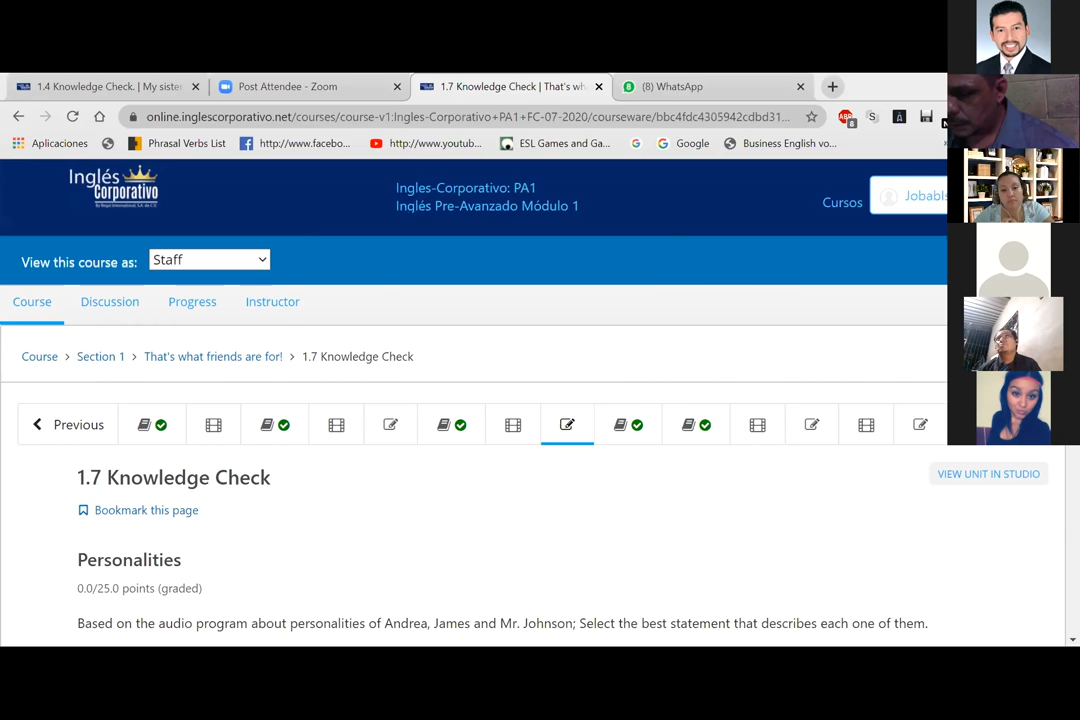 1.4 Knowledge Check. | My siste
Post Attendee - Zoom
1.7 Knowledge Check | That's wh
(8) WhatsApp
online.inglescorporativo.net/courses/course-v1:Ingles-Corporativo+PA1+FC-07-2020/courseware/bbc4fdc4305942cdbd31...
Aplicaciones
Phrasal Verbs List
http://www.facebo...
http://www.youtub...
ESL Games and Ga...
Google
Business English vo...
Inglés
Corporativo
Ingles-Corporativo: PA1
Inglés Pre-Avanzado Módulo 1
Cursos
Jobabls
View this course as:
Staff
Course
Discussion
Progress
Instructor
Course > Section 1 > That's what friends are for! > 1.7 Knowledge Check
Previous
1.7 Knowledge Check
VIEW UNIT IN STUDIO
Bookmark this page
Personalities
0.0/25.0 points (graded)
Based on the audio program about personalities of Andrea, James and Mr. Johnson; Select the best statement that describes each one of them.